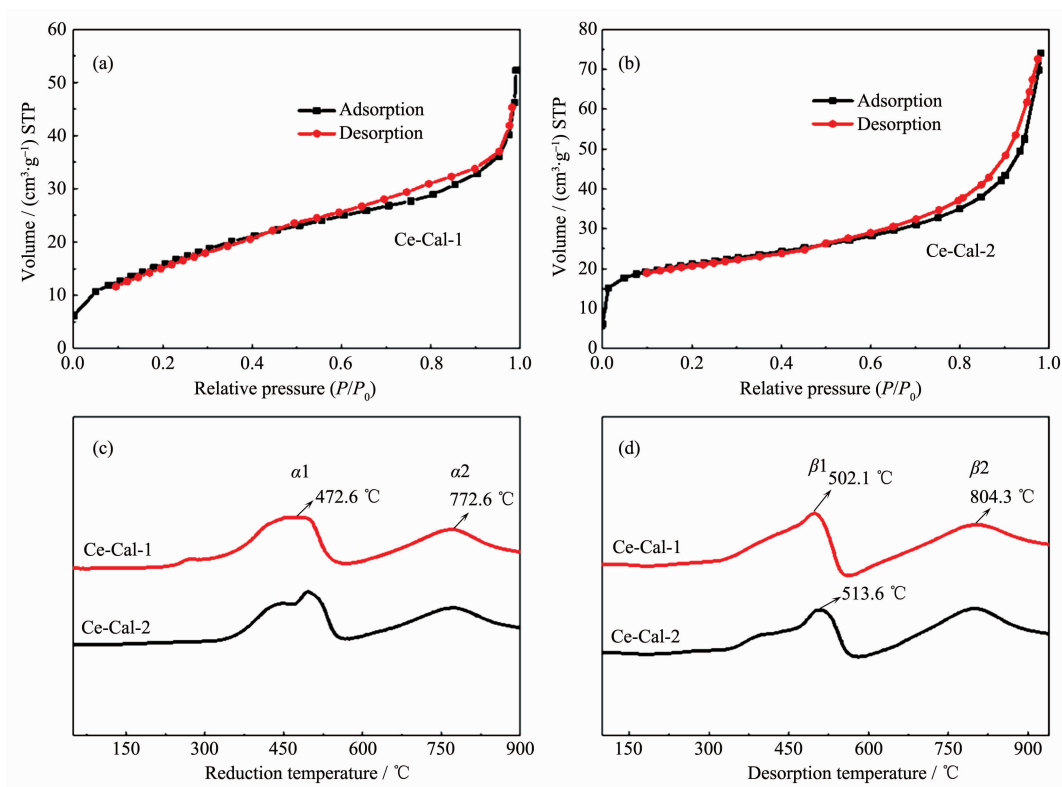 (a)
Adsorption
Desorption
Ce-Cal-1
Volume / (cm³·g⁻¹) STP
60
50
40
30
20
10
0
0.0 0.2 0.4 0.6 0.8 1.0
Relative pressure (P/P₀)
(b)
Adsorption
Desorption
Ce-Cal-2
Volume / (cm³·g⁻¹) STP
80
70
60
50
40
30
20
10
0
0.0 0.2 0.4 0.6 0.8 1.0
Relative pressure (P/P₀)
(c)
α1
472.6 ℃
α2
772.6 ℃
Ce-Cal-1
Ce-Cal-2
150 300 450 600 750 900
Reduction temperature / ℃
(d)
β1
502.1 ℃
β2
804.3 ℃
Ce-Cal-1
513.6 ℃
Ce-Cal-2
150 300 450 600 750 900
Desorption temperature / ℃